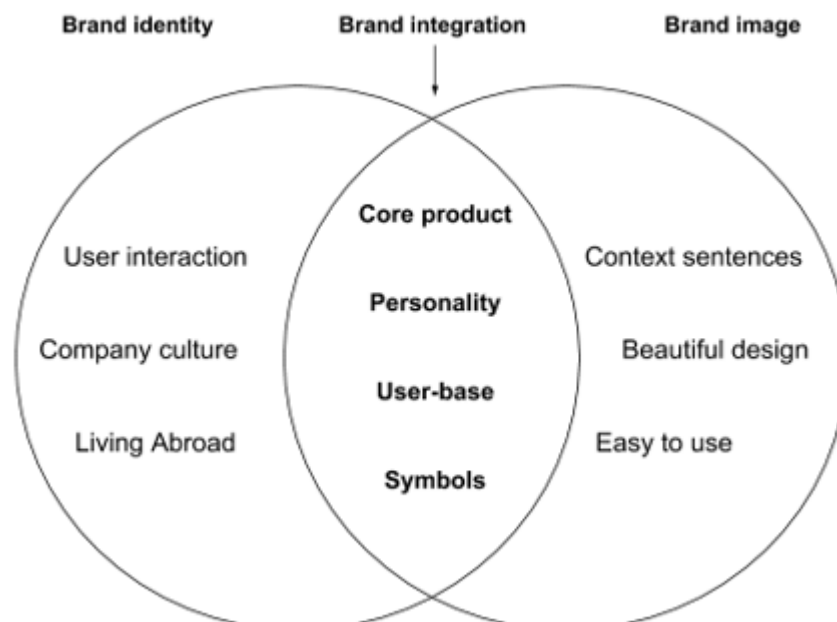 Brand identity
Brand integration
Brand image
Core product
User interaction
Context sentences
Personality
Company culture
Beautiful design
User-base
Living Abroad
Easy to use
Symbols